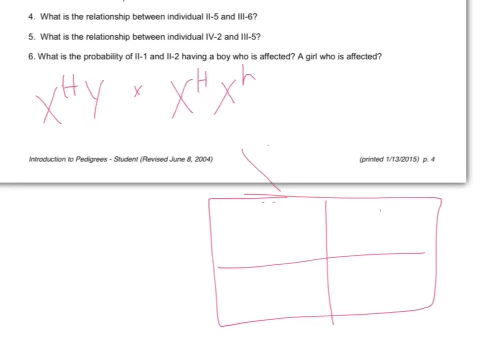 4. What is the relationship between individual II-5 and III-6?
5. What is the relationship between individual IV-2 and III-5?
6. What is the probability of II-1 and II-2 having a boy who is affected? A girl who is affected?
XᴴY × XᴴXʰ
Introduction to Pedigrees - Student (Revised June 8, 2004) (printed 1/13/2015) p. 4